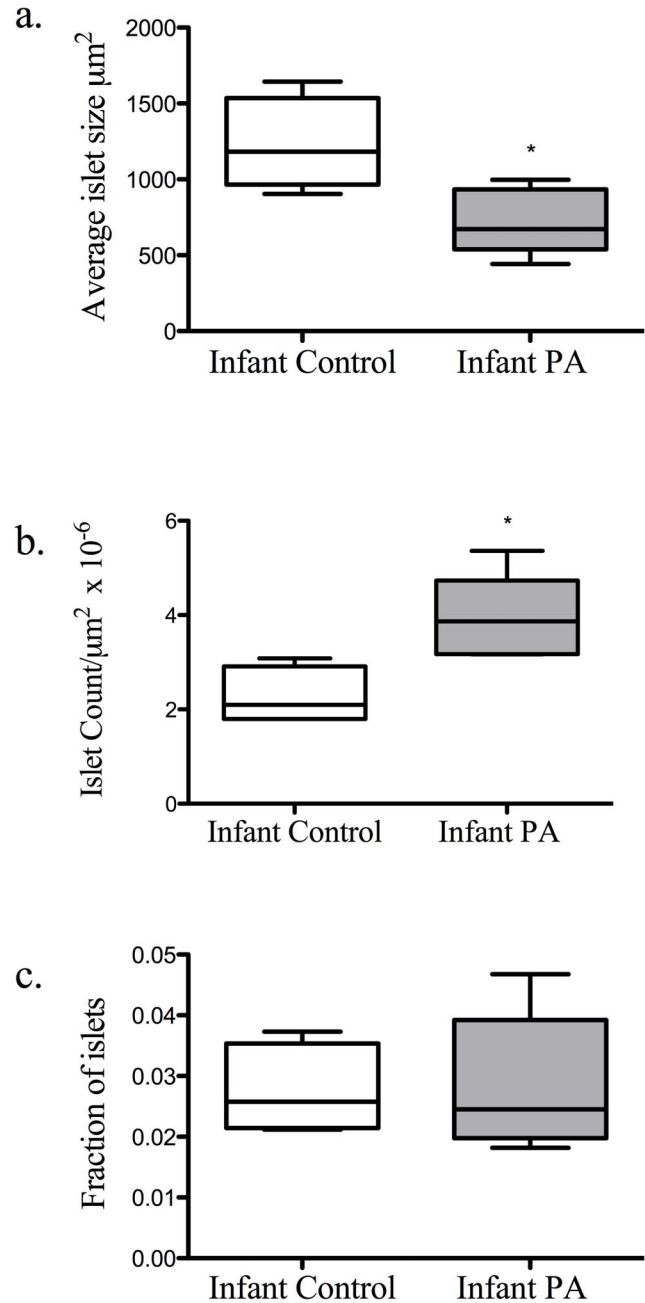 a.
Average islet size µm²
2000
1500
1000
500
0
*
Infant Control
Infant PA
b.
Islet Count/µm² x 10⁻⁶
6
4
2
0
*
Infant Control
Infant PA
c.
Fraction of islets
0.05
0.04
0.03
0.02
0.01
0.00
Infant Control
Infant PA